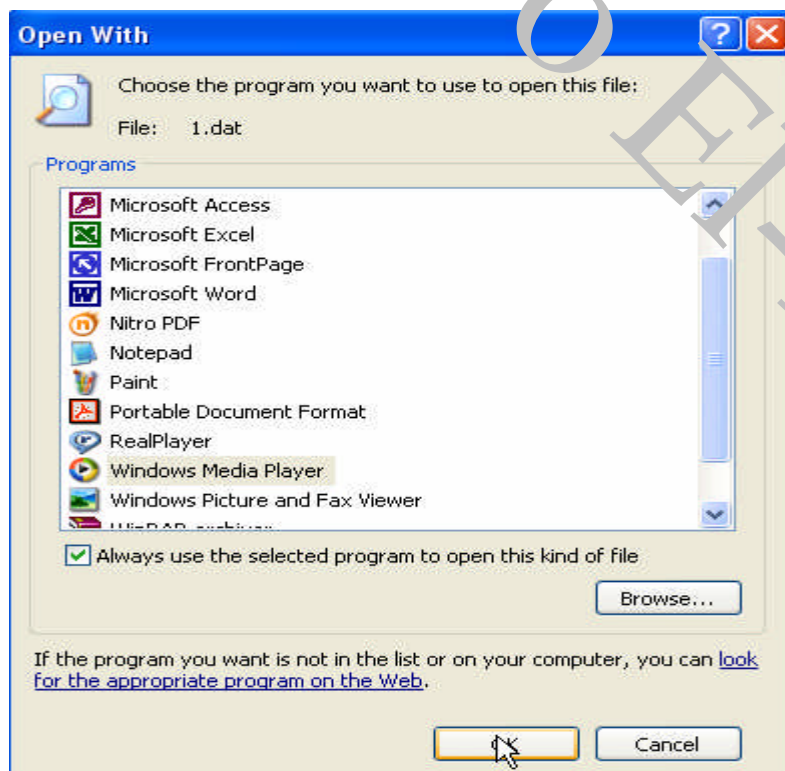 Open With
Choose the program you want to use to open this file:
File: 1.dat
Programs
Microsoft Access
Microsoft Excel
Microsoft FrontPage
Microsoft Word
Nitro PDF
Notepad
Paint
Portable Document Format
RealPlayer
Windows Media Player
Windows Picture and Fax Viewer
Always use the selected program to open this kind of file
Browse...
If the program you want is not in the list or on your computer, you can look
for the appropriate program on the Web.
Cancel